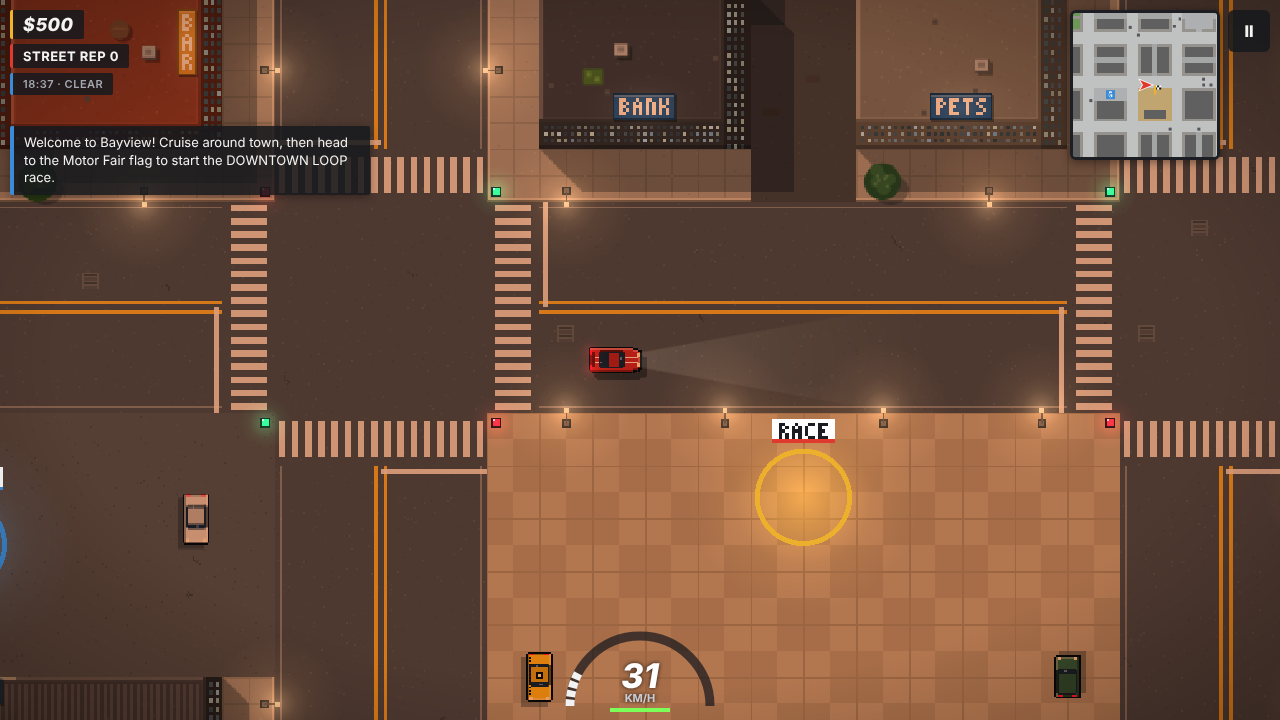 $500
STREET REP 0
18:37 · CLEAR
Welcome to Bayview! Cruise around town, then head
to the Motor Fair flag to start the DOWNTOWN LOOP
race.
BAR
BANK
PETS
RACE
31
KM/H